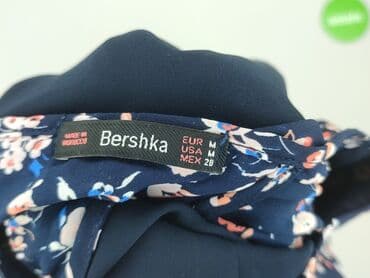 MADE IN
MOROCCO
Bershka
EUR M
USA M
MEX 28